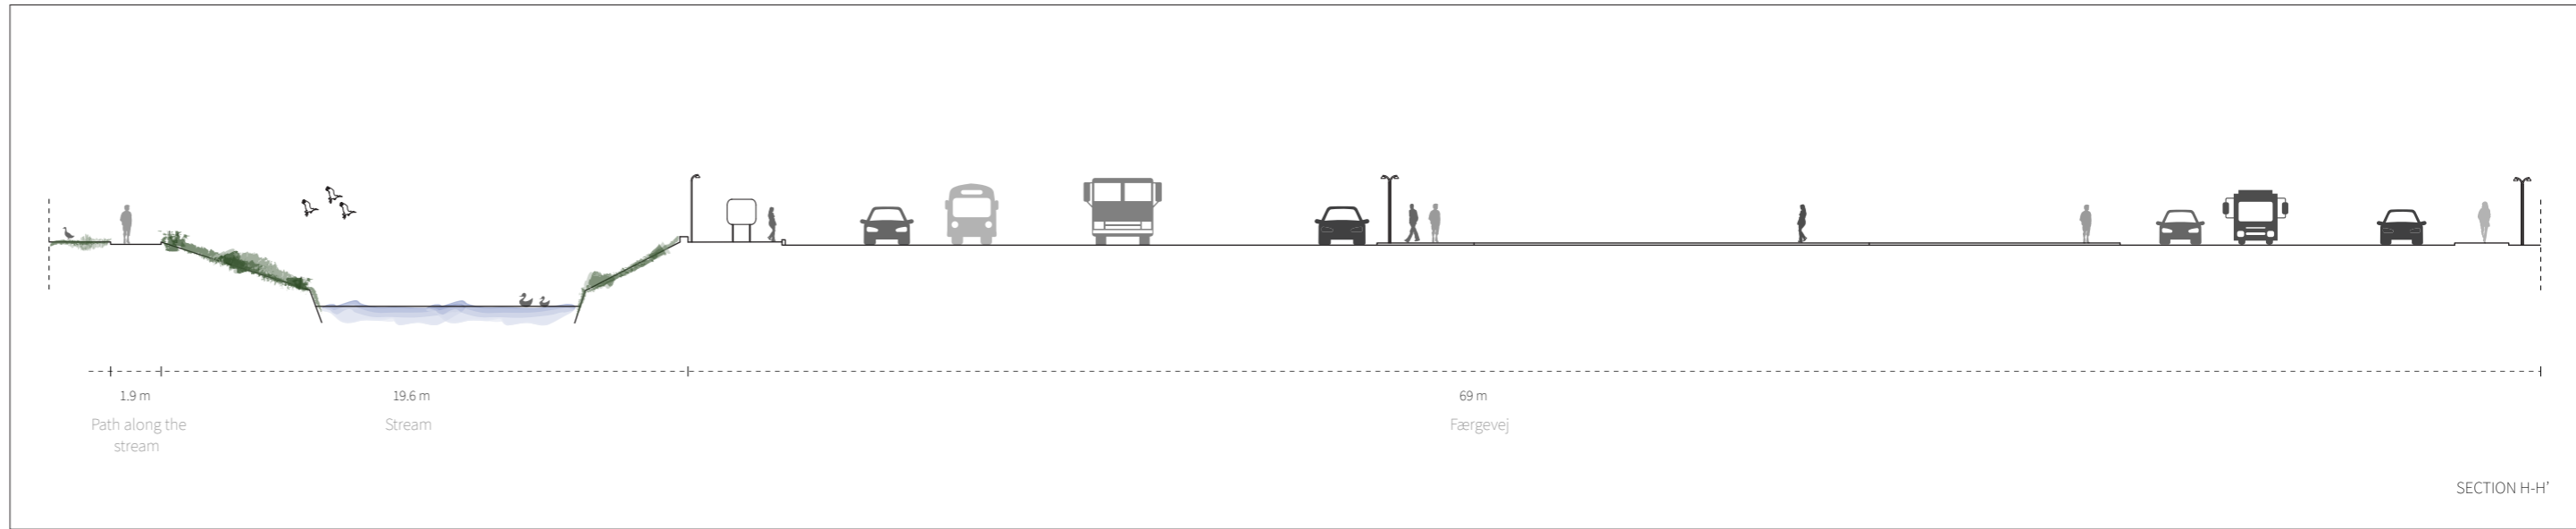 1.9 m
19.6 m
69 m
Path along the
stream
Stream
Færgevej
SECTION H-H’